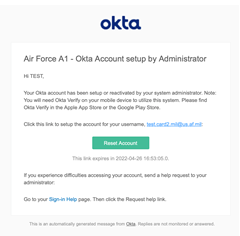 okta
Air Force A1 - Okta Account setup by Administrator
Hi TEST,
Your Okta account has been setup or reactivated by your system administrator. Note:
You will need Okta Verify on your mobile device to utilize this system. Please find
Okta Verify in the Apple App Store or the Google Play Store.
Click this link to setup the account for your username, test.card2.mil@us.af.mil:
Reset Account
This link expires in 2022-04-28 16:53:05.0.
If you experience difficulties accessing your account, send a help request to your
administrator:
Go to your Sign-in Help page. Then click the Request help link.
This is an automatically generated message from Okta. Replies are not monitored or answered.